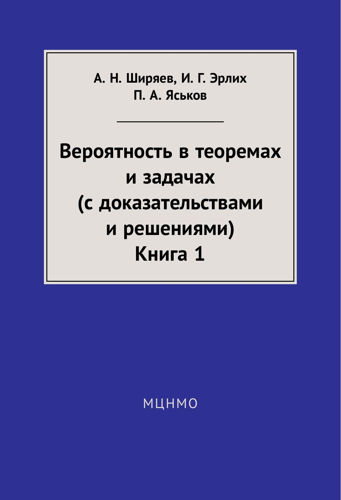 А. Н. Ширяев, И. Г. Эрлих
П. А. Яськов
Вероятность в теоремах
и задачах
(с доказательствами
и решениями)
Книга 1
МЦНМО